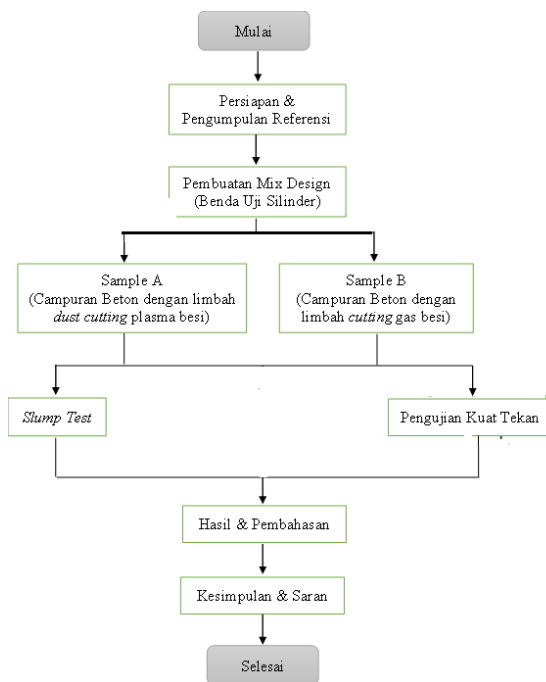 Mulai
Persiapan &
Pengumpulan Referensi
Pembuatan Mix Design
(Benda Uji Silinder)
Sample A
(Campuran Beton dengan limbah
dust cutting plasma besi)
Sample B
(Campuran Beton dengan
limbah cutting gas besi)
Slump Test
Pengujian Kuat Tekan
Hasil & Pembahasan
Kesimpulan & Saran
Selesai